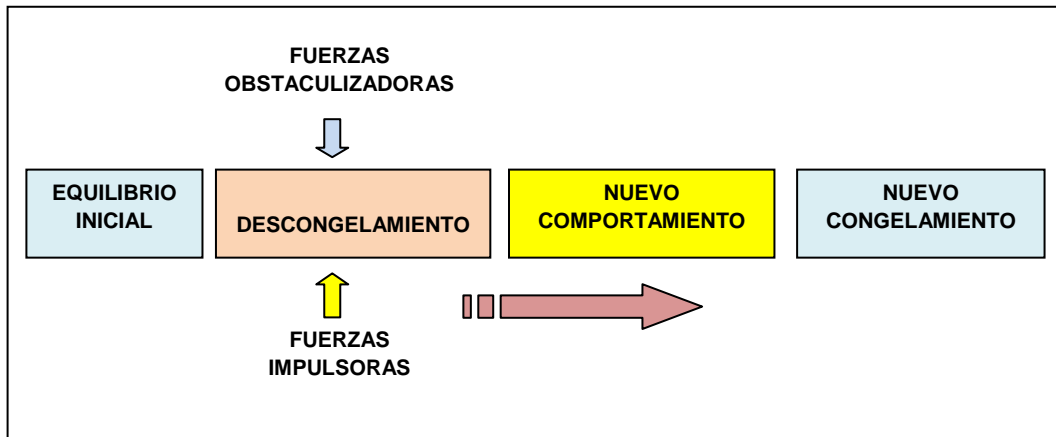 FUERZAS
OBSTACULIZADORAS
EQUILIBRIO
INICIAL
DESCONGELAMIENTO
NUEVO
COMPORTAMIENTO
NUEVO
CONGELAMIENTO
FUERZAS
IMPULSORAS